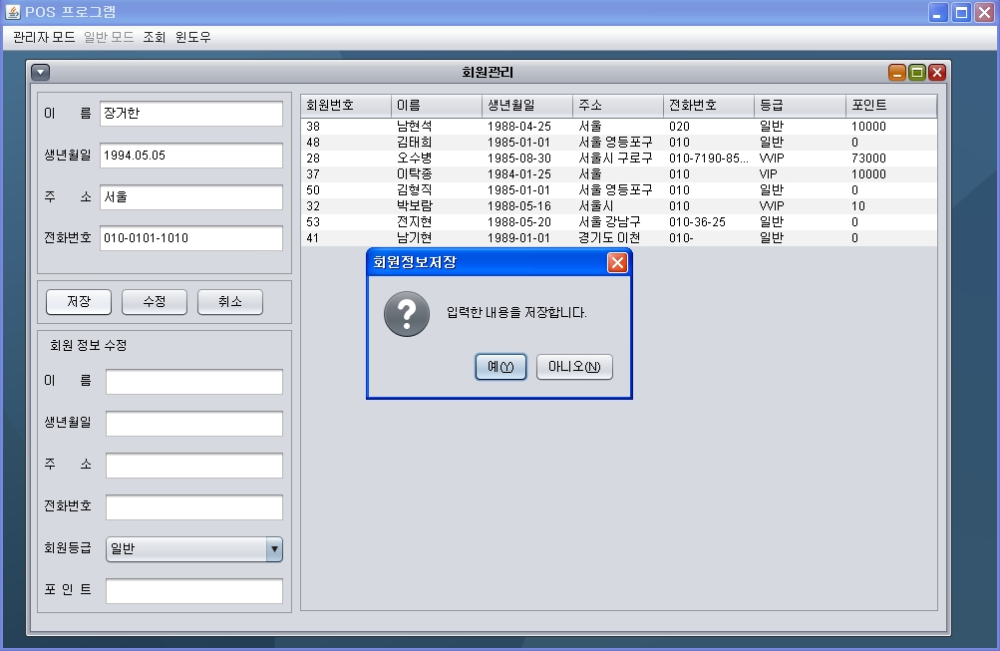 POS 프로그램
관리자 모드 일반 모드 조회 윈도우
회원관리
이 름 장거한
생년월일 1994.05.05
주 소 서울
전화번호 010-0101-1010
저장 수정 취소
회원 정보 수정
이 름
생년월일
주 소
전화번호
회원등급 일반
포 인 트
회원번호 이름 생년월일 주소 전화번호 등급 포인트
38 남현석 1988-04-25 서울 020 일반 10000
48 김태희 1985-01-01 서울 영등포구 010 일반 0
28 오수병 1985-08-30 서울시 구로구 010-7190-85... VVIP 73000
37 이탁종 1984-01-25 서울 010 VIP 10000
50 김형직 1985-01-01 서울 영등포구 010 일반 0
32 박보람 1988-05-16 서울시 010 VVIP 10
53 전지현 1988-05-20 서울 강남구 010-36-25 일반 0
41 남기현 1989-01-01 경기도 이천 010- 일반 0
회원정보저장
입력한 내용을 저장합니다.
예(Y) 아니오(N)